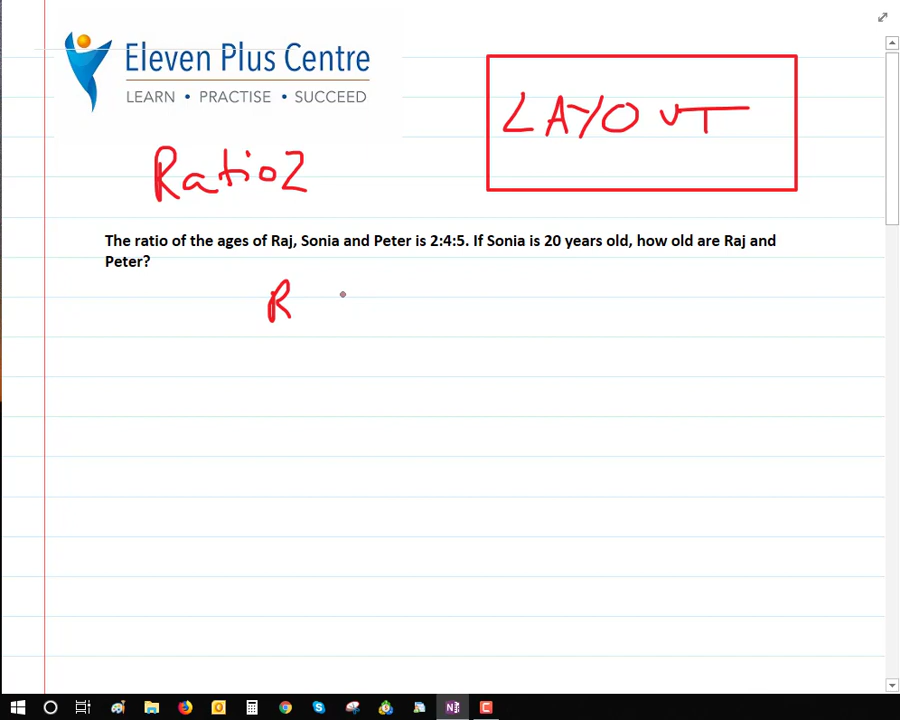 Eleven Plus Centre
LEARN • PRACTISE • SUCCEED
LAYOUT
Ratio2
The ratio of the ages of Raj, Sonia and Peter is 2:4:5. If Sonia is 20 years old, how old are Raj and
Peter?
R